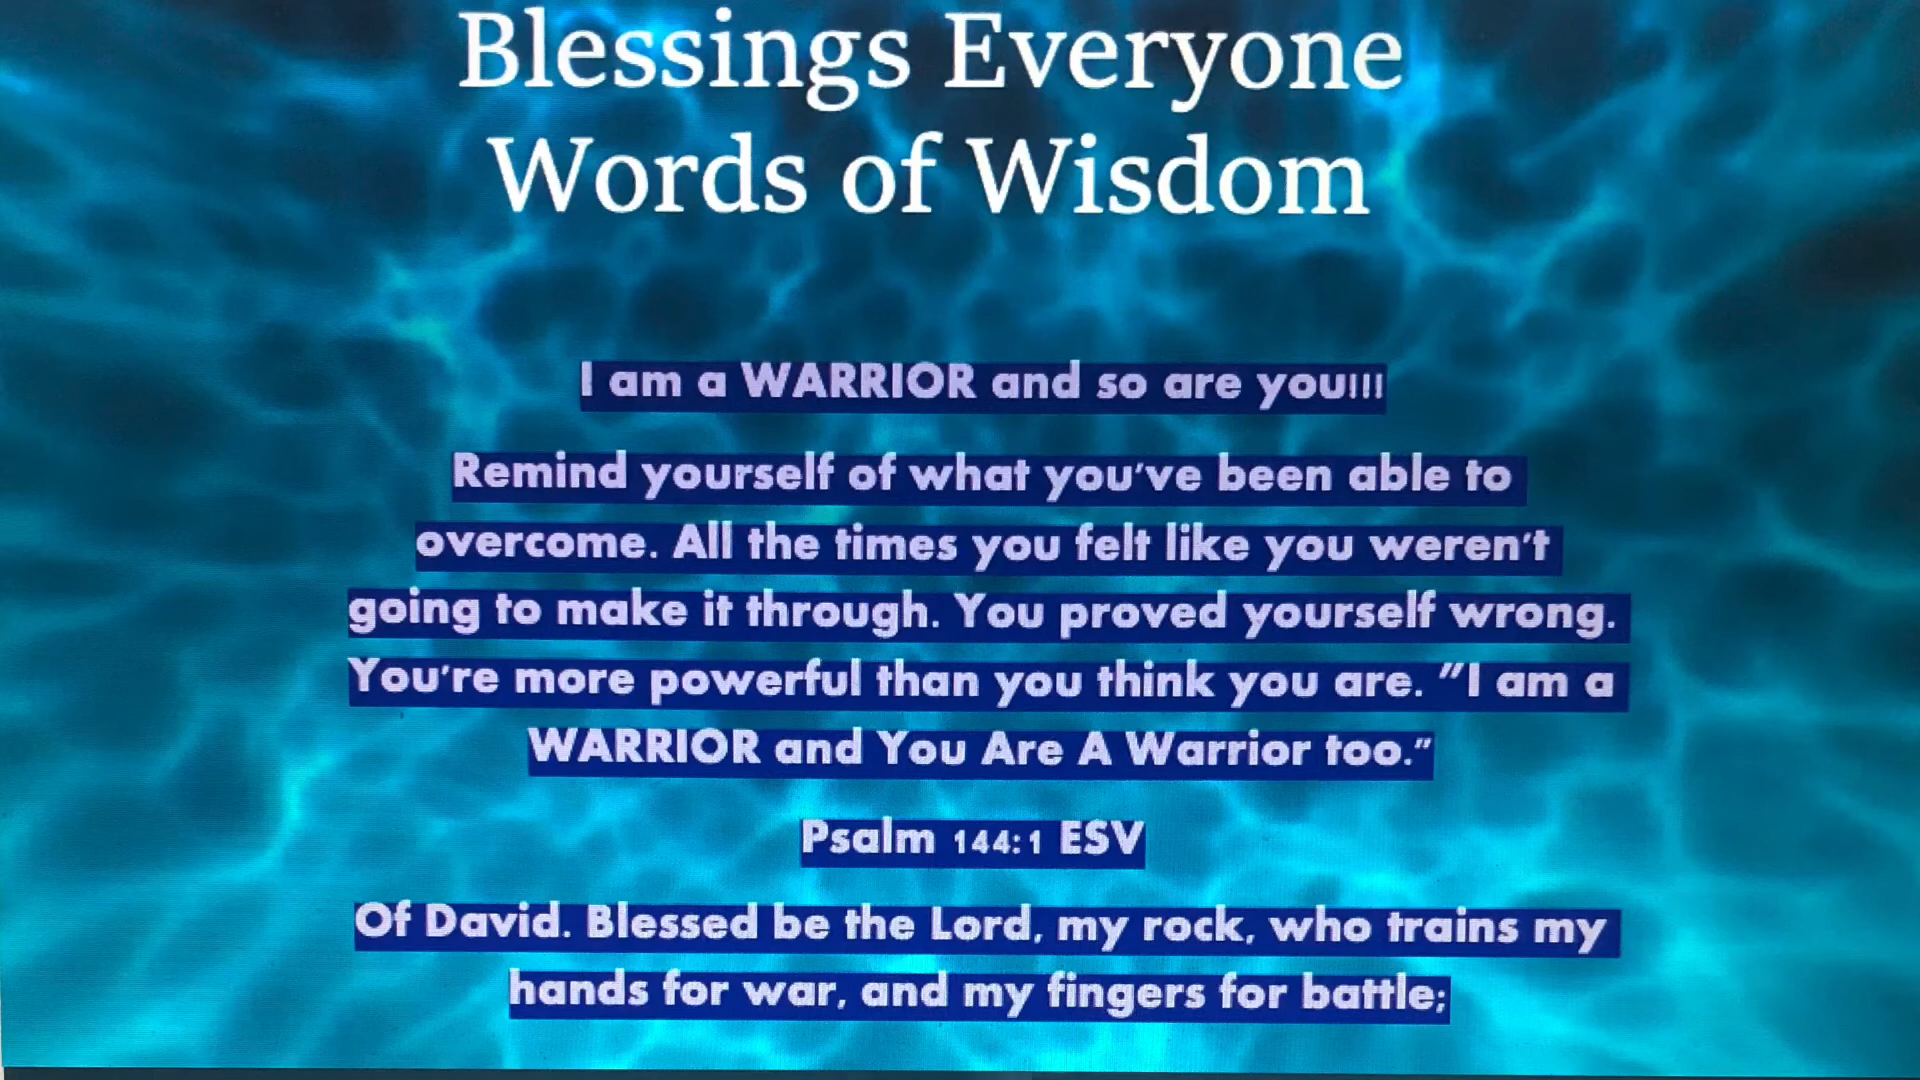 Blessings Everyone
Words of Wisdom
I am a WARRIOR and so are you!!!
Remind yourself of what you've been able to
overcome. All the times you felt like you weren't
going to make it through. You proved yourself wrong.
You're more powerful than you think you are. "I am a
WARRIOR and You Are A Warrior too."
Psalm 144:1 ESV
Of David. Blessed be the Lord, my rock, who trains my
hands for war, and my fingers for battle;